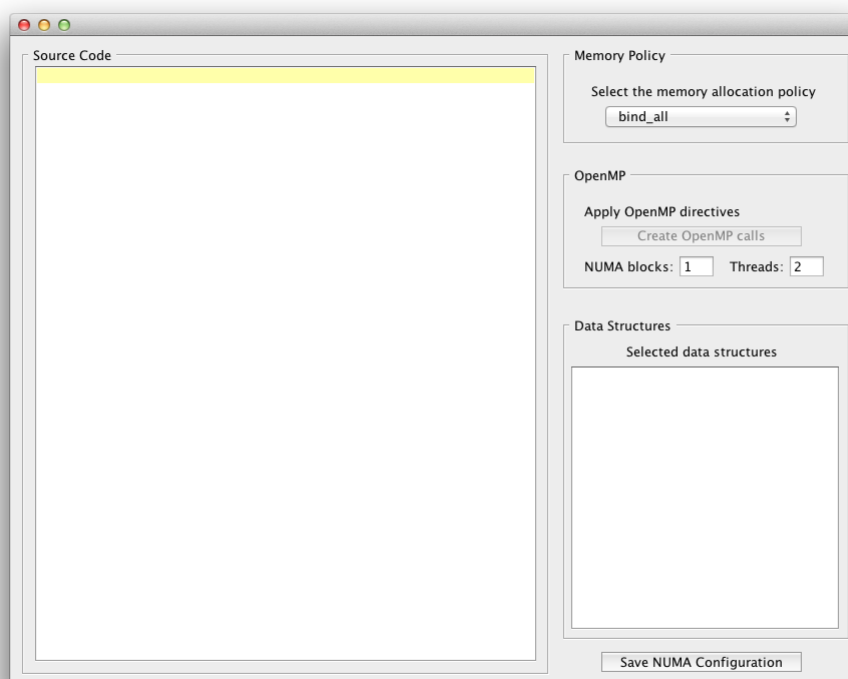 Source Code
Memory Policy
Select the memory allocation policy
bind_all
OpenMP
Apply OpenMP directives
Create OpenMP calls
NUMA blocks: 1 Threads: 2
Data Structures
Selected data structures
Save NUMA Configuration